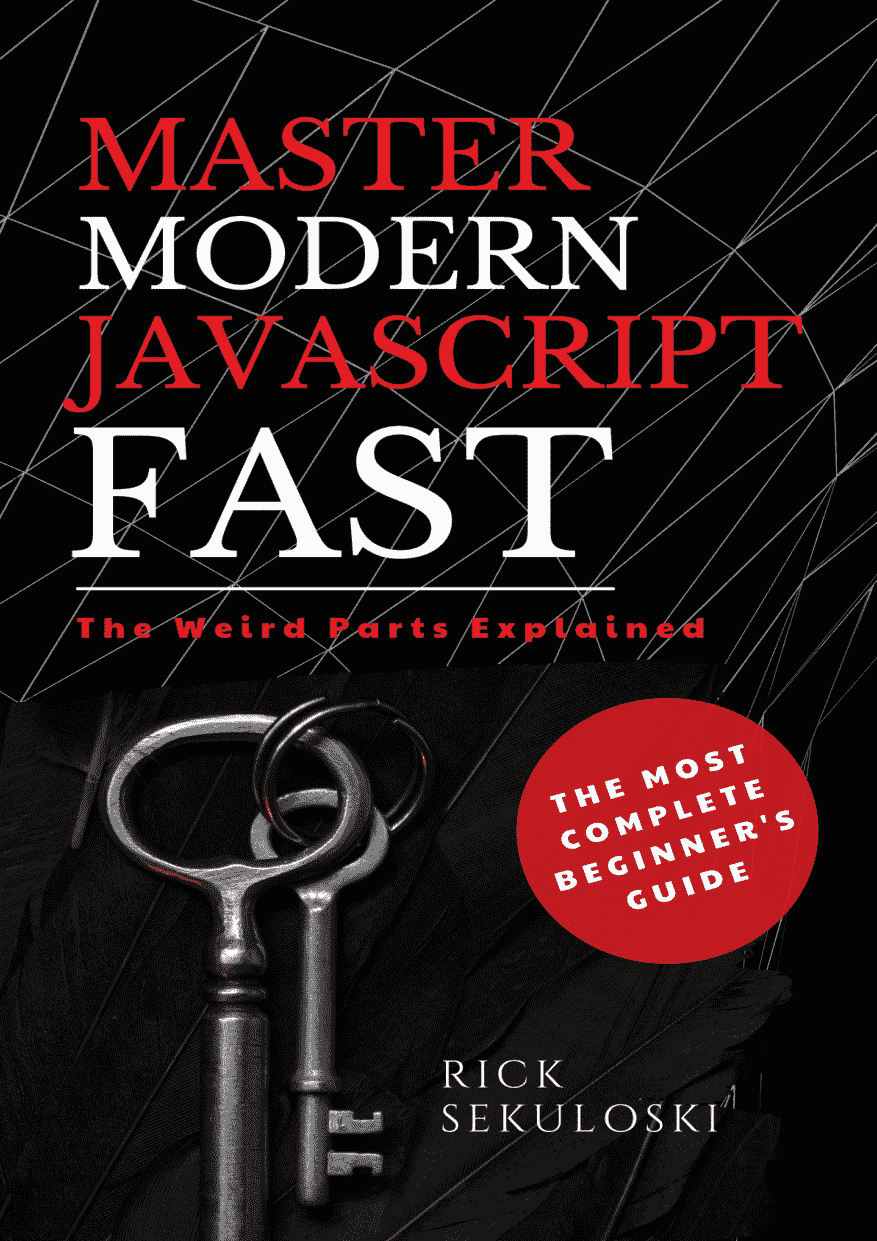 MASTER
MODERN
JAVASCRIPT
FAST
The Weird Parts Explained
THE MOST
COMPLETE
BEGINNER'S
GUIDE
RICK
SEKULOSKI